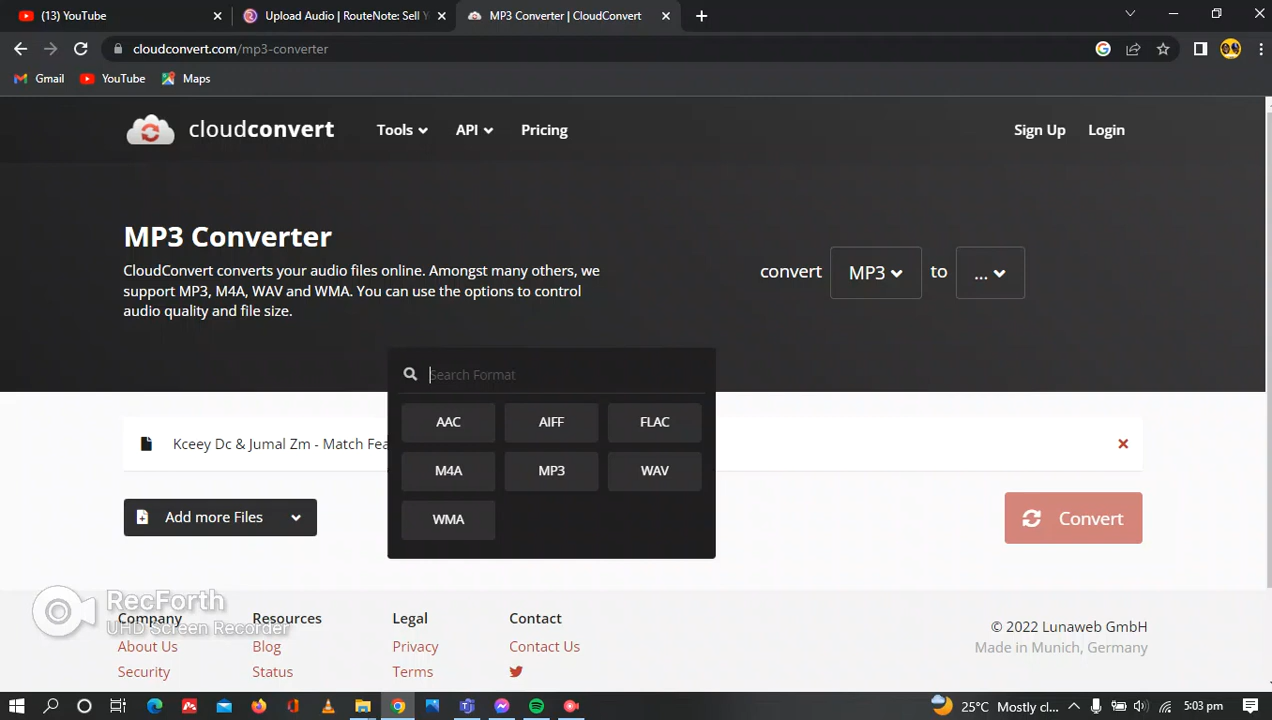 (13) YouTube
Upload Audio | RouteNote: Sell Y
MP3 Converter | CloudConvert
cloudconvert.com/mp3-converter
Gmail
YouTube
Maps
cloudconvert
Tools
API
Pricing
Sign Up
Login
MP3 Converter
CloudConvert converts your audio files online. Amongst many others, we
support MP3, M4A, WAV and WMA. You can use the options to control
audio quality and file size.
convert MP3 to ...
Search Format
AAC AIFF FLAC
M4A MP3 WAV
WMA
Kceey Dc & Jumal Zm - Match Fea
Add more Files
Convert
RecForth
UHD Screen Recorder
Company
About Us
Security
Resources
Blog
Status
Legal
Privacy
Terms
Contact
Contact Us
© 2022 Lunaweb GmbH
Made in Munich, Germany
25°C Mostly cl...
5:03 pm